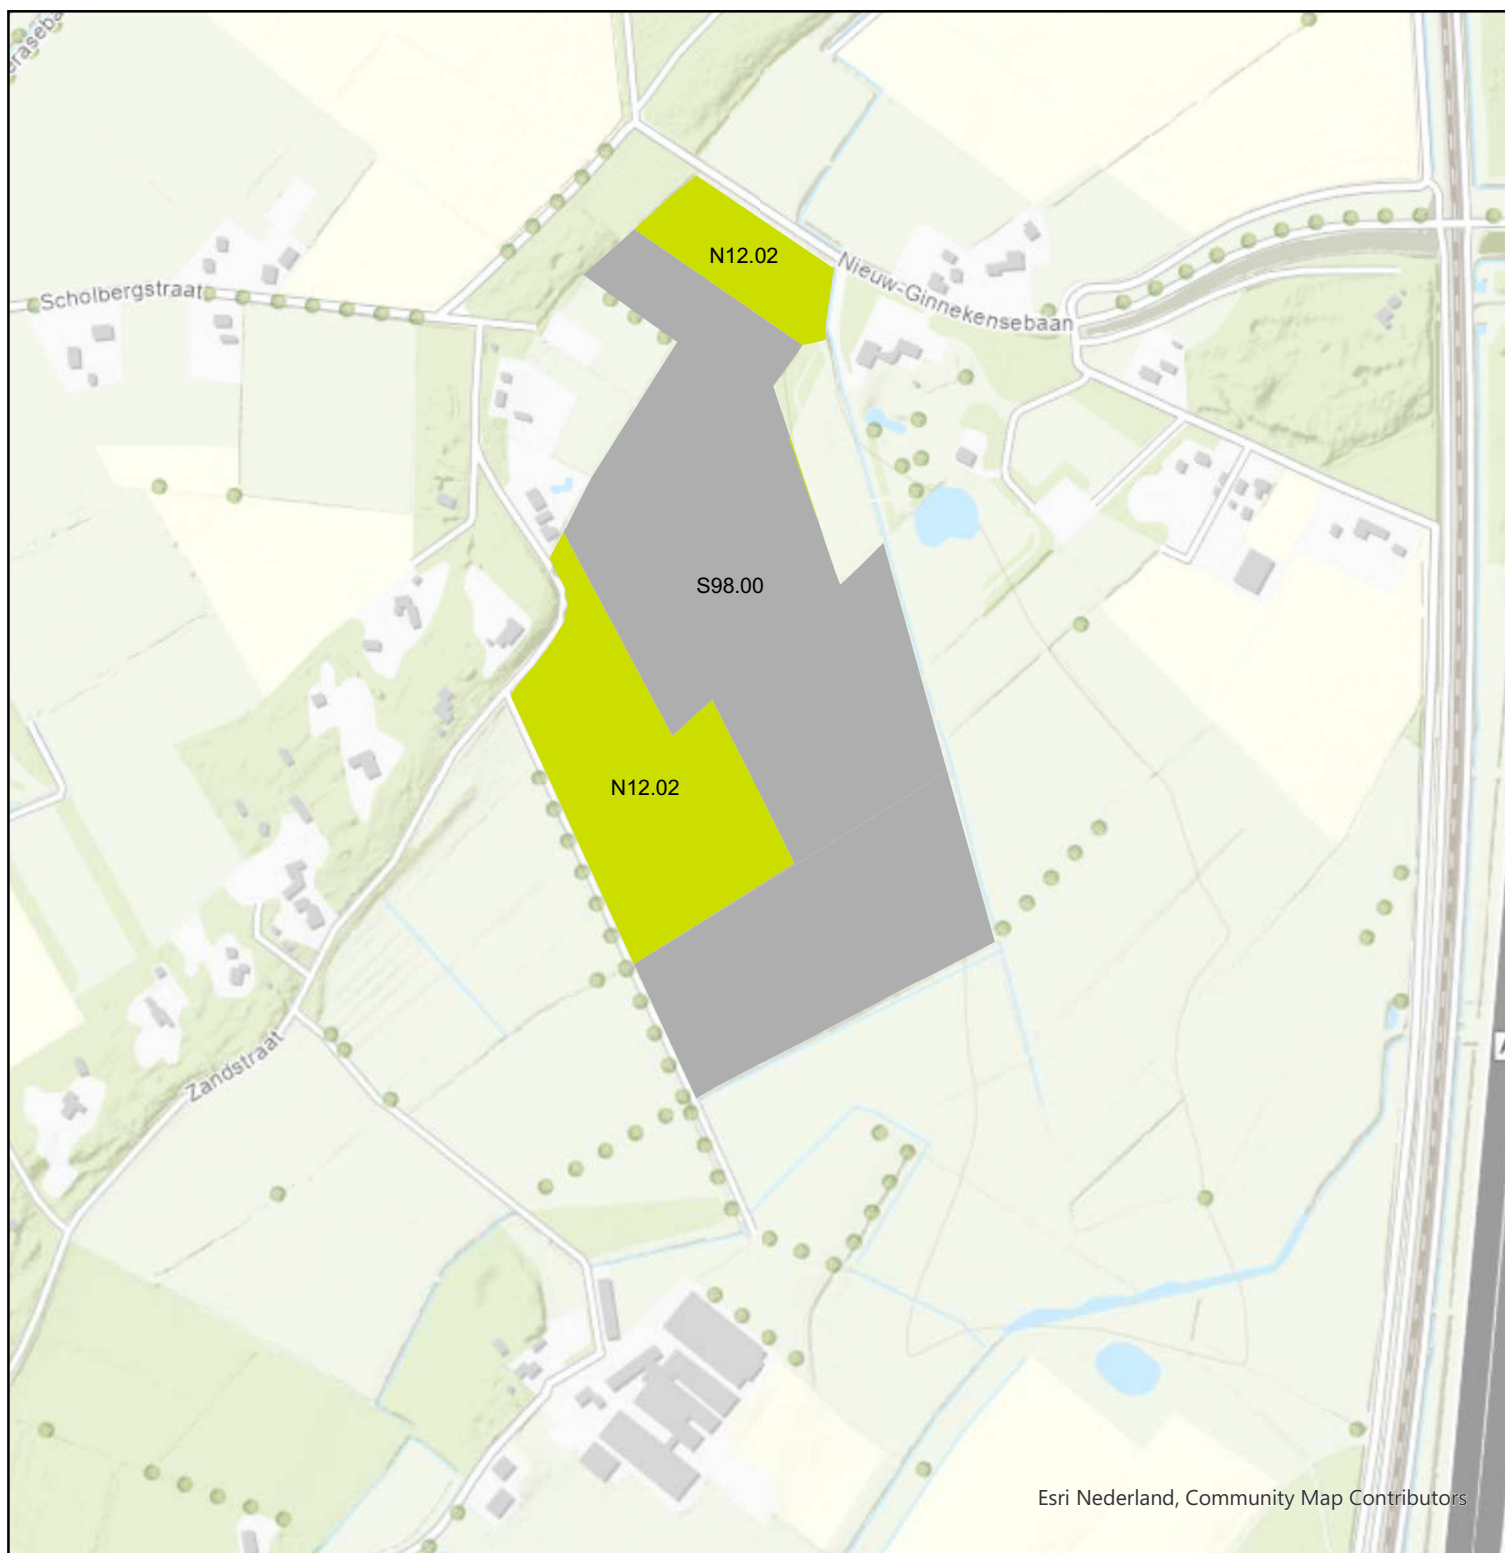 N12.02
Nieuw-Ginnekensebaan
Scholbergstraat
S98.00
N12.02
Zandstraat
Esri Nederland, Community Map Contributors